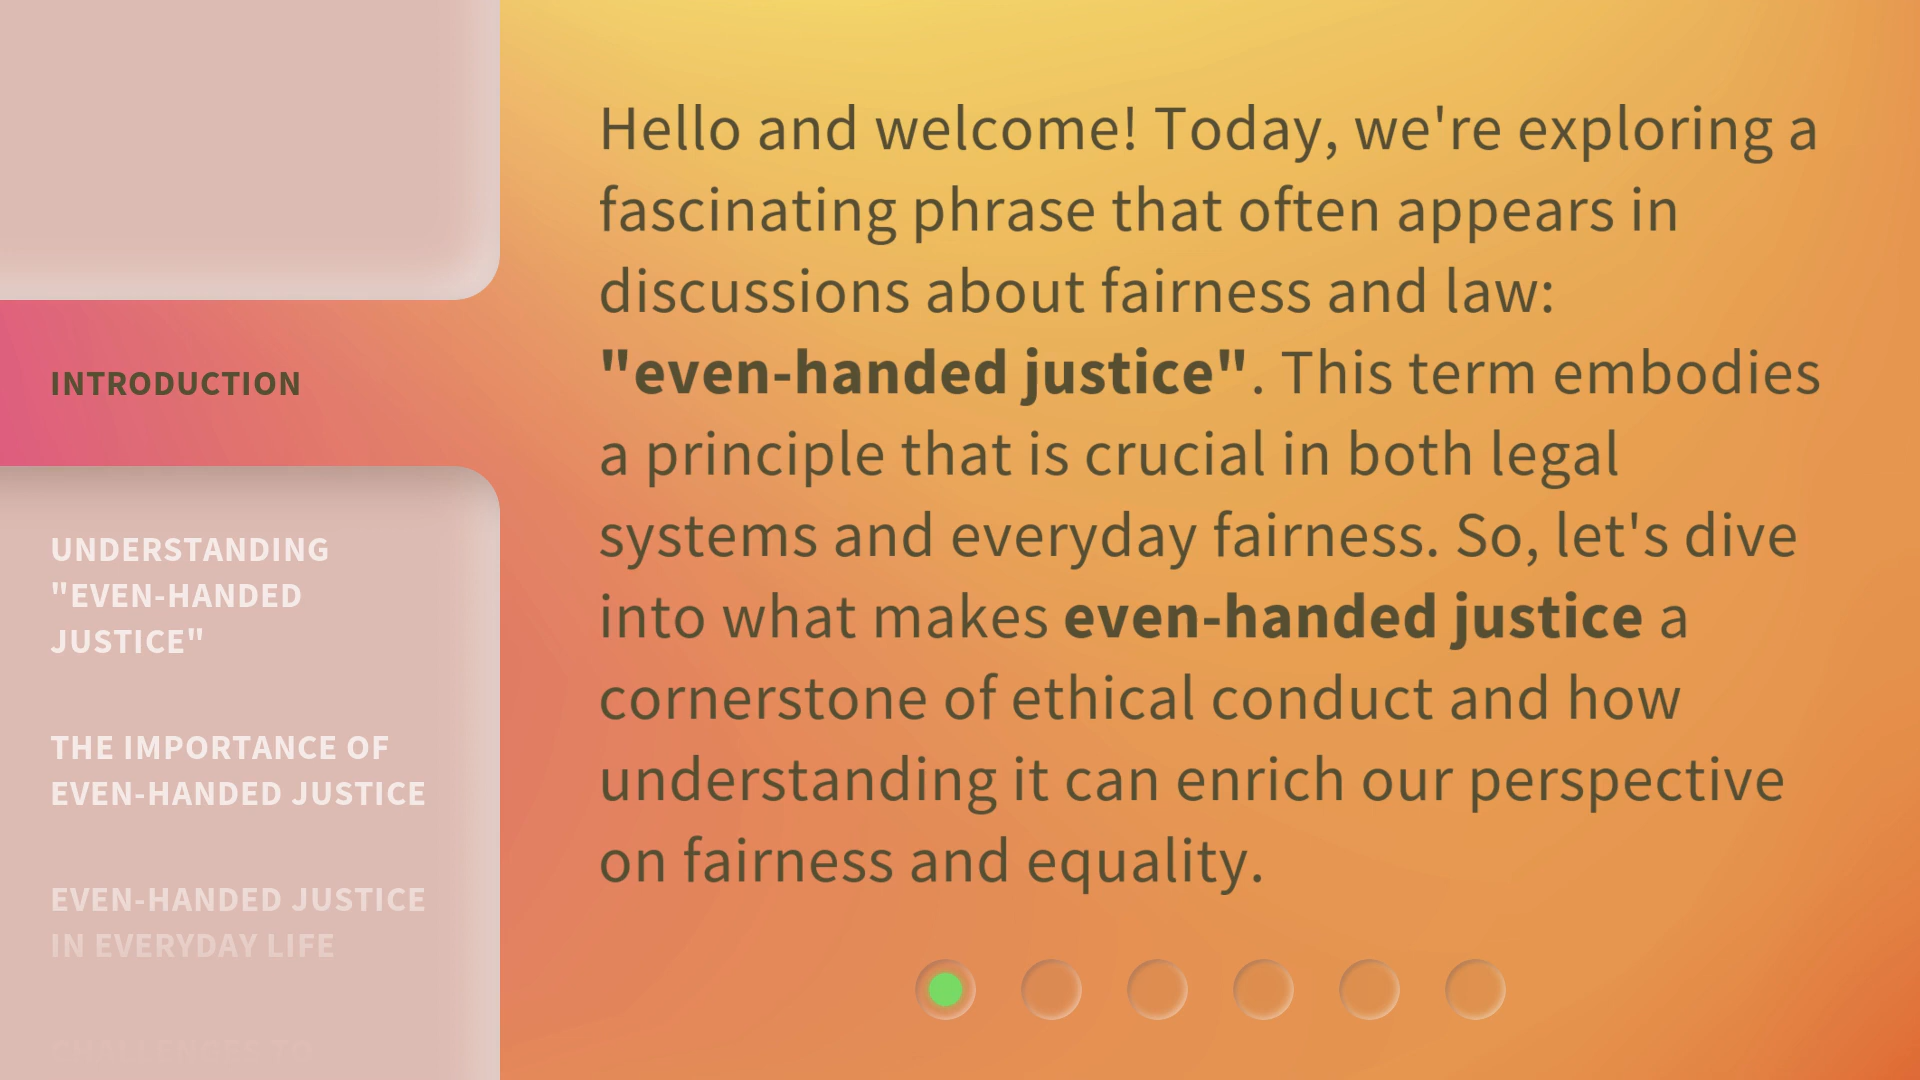 INTRODUCTION
UNDERSTANDING
"EVEN-HANDED
JUSTICE"
THE IMPORTANCE OF
EVEN-HANDED JUSTICE
EVEN-HANDED JUSTICE
IN EVERYDAY LIFE
CHALLENGES TO
Hello and welcome! Today, we're exploring a
fascinating phrase that often appears in
discussions about fairness and law:
"even-handed justice". This term embodies
a principle that is crucial in both legal
systems and everyday fairness. So, let's dive
into what makes even-handed justice a
cornerstone of ethical conduct and how
understanding it can enrich our perspective
on fairness and equality.